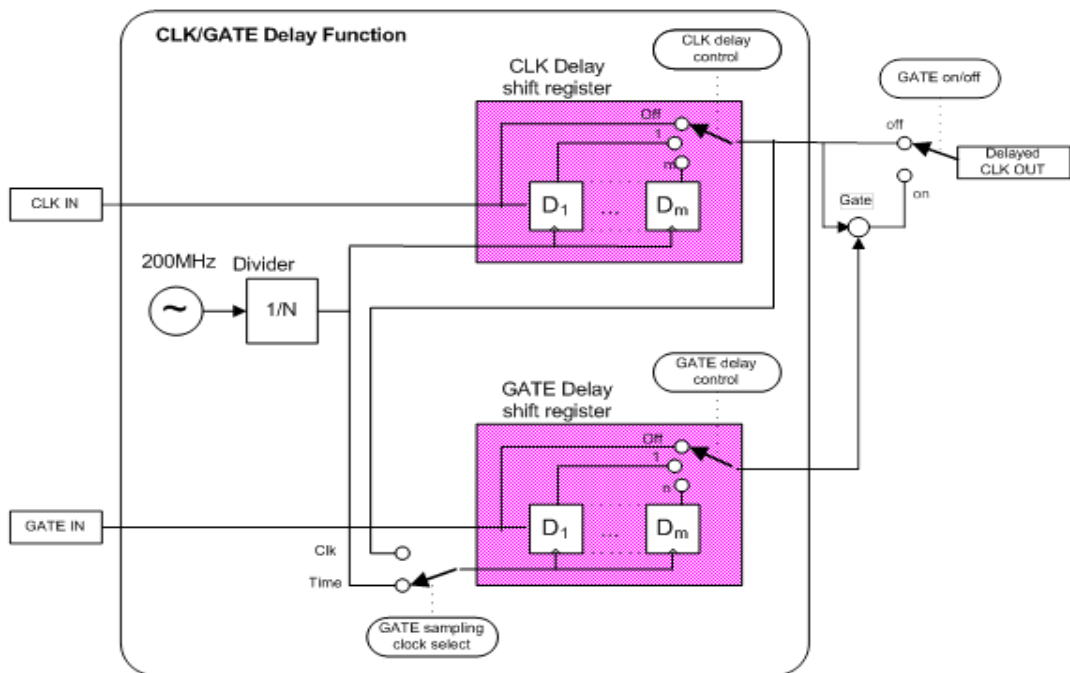 CLK/GATE Delay Function
CLK delay
control
CLK Delay
shift register
GATE on/off
Off
1
m
off
on
Delayed
CLK OUT
CLK IN
D1
...
Dm
Gate
200MHz
Divider
~
1/N
GATE delay
control
GATE Delay
shift register
Off
1
n
GATE IN
D1
...
Dm
Clk
Time
GATE sampling
clock select